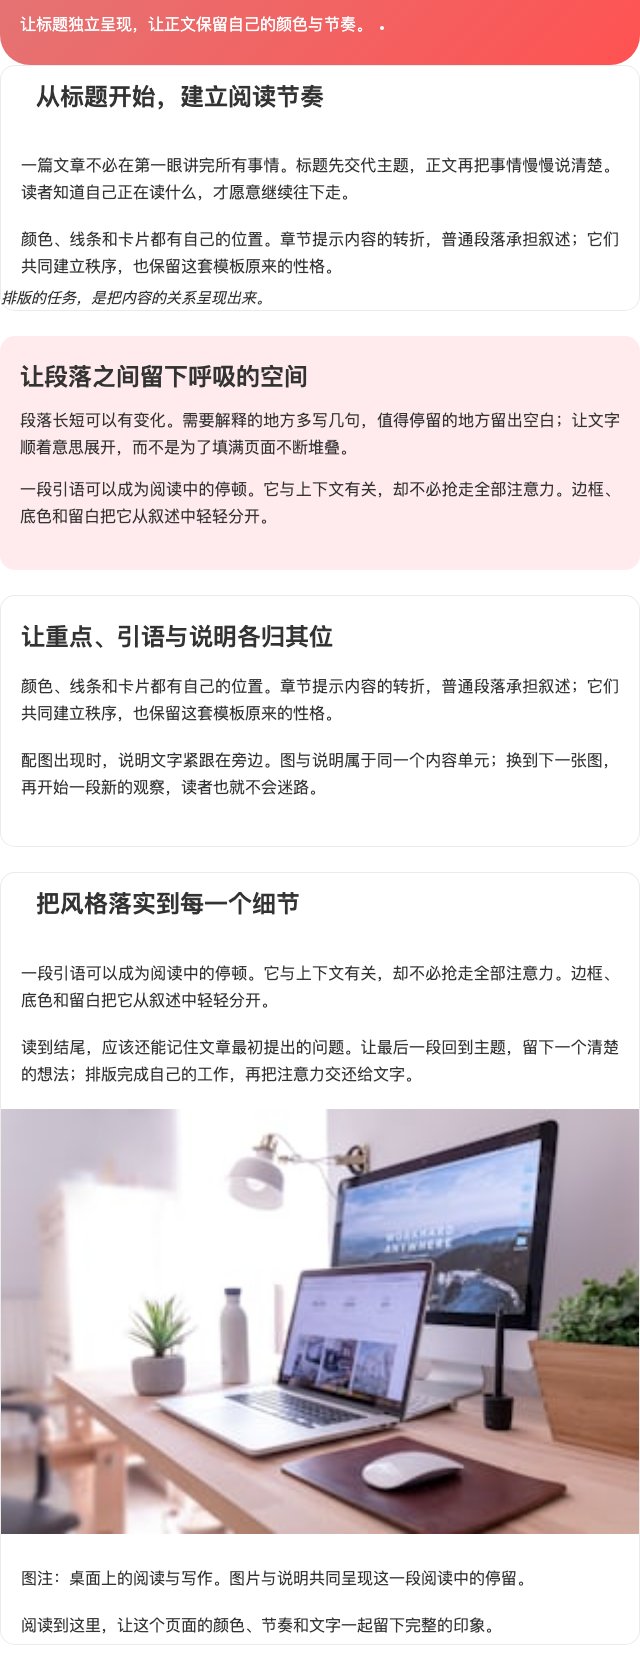 让标题独立呈现，让正文保留自己的颜色与节奏。 .
从标题开始，建立阅读节奏
一篇文章不必在第一眼讲完所有事情。标题先交代主题，正文再把事情慢慢说清楚。
读者知道自己正在读什么，才愿意继续往下走。
颜色、线条和卡片都有自己的位置。章节提示内容的转折，普通段落承担叙述；它们
共同建立秩序，也保留这套模板原来的性格。
排版的任务，是把内容的关系呈现出来。
让段落之间留下呼吸的空间
段落长短可以有变化。需要解释的地方多写几句，值得停留的地方留出空白；让文字
顺着意思展开，而不是为了填满页面不断堆叠。
一段引语可以成为阅读中的停顿。它与上下文有关，却不必抢走全部注意力。边框、
底色和留白把它从叙述中轻轻分开。
让重点、引语与说明各归其位
颜色、线条和卡片都有自己的位置。章节提示内容的转折，普通段落承担叙述；它们
共同建立秩序，也保留这套模板原来的性格。
配图出现时，说明文字紧跟在旁边。图与说明属于同一个内容单元；换到下一张图，
再开始一段新的观察，读者也就不会迷路。
把风格落实到每一个细节
一段引语可以成为阅读中的停顿。它与上下文有关，却不必抢走全部注意力。边框、
底色和留白把它从叙述中轻轻分开。
读到结尾，应该还能记住文章最初提出的问题。让最后一段回到主题，留下一个清楚
的想法；排版完成自己的工作，再把注意力交还给文字。
WORK HARD
ANYWHERE
图注：桌面上的阅读与写作。图片与说明共同呈现这一段阅读中的停留。
阅读到这里，让这个页面的颜色、节奏和文字一起留下完整的印象。